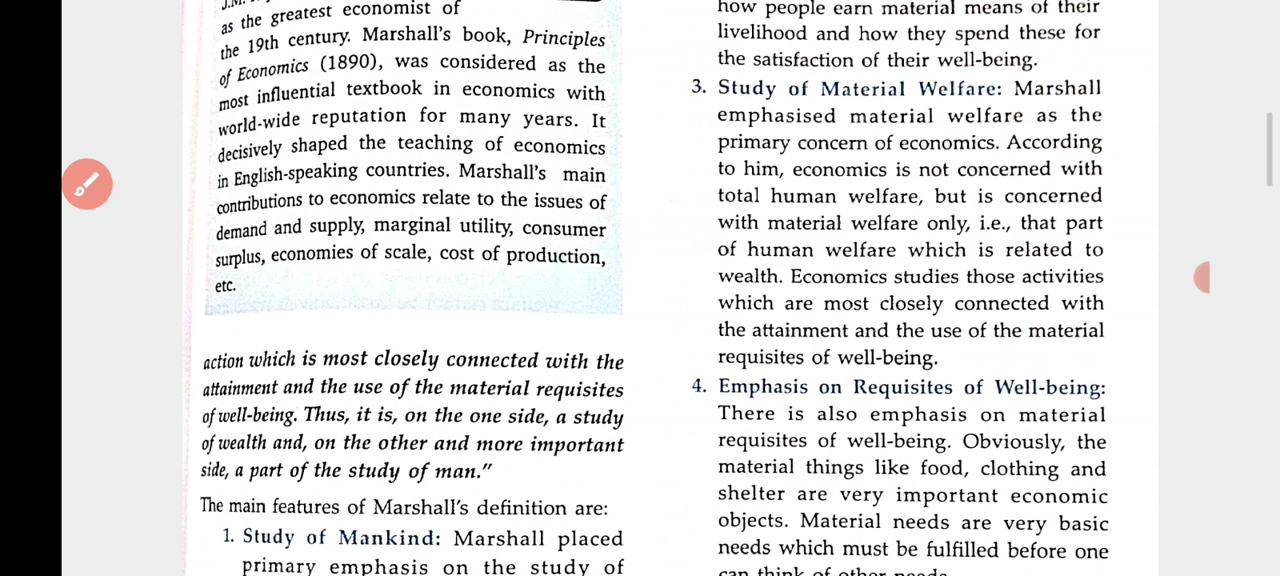 as the greatest economist of
the 19th century. Marshall's book, Principles
of Economics (1890), was considered as the
most influential textbook in economics with
world-wide reputation for many years. It
decisively shaped the teaching of economics
in English-speaking countries. Marshall's main
contributions to economics relate to the issues of
demand and supply, marginal utility, consumer
surplus, economies of scale, cost of production,
etc.
action which is most closely connected with the
attainment and the use of the material requisites
of well-being. Thus, it is, on the one side, a study
of wealth and, on the other and more important
side, a part of the study of man."
The main features of Marshall's definition are:
1. Study of Mankind: Marshall placed
primary emphasis on the study of
how people earn material means of their
livelihood and how they spend these for
the satisfaction of their well-being.
3. Study of Material Welfare: Marshall
emphasised material welfare as the
primary concern of economics. According
to him, economics is not concerned with
total human welfare, but is concerned
with material welfare only, i.e., that part
of human welfare which is related to
wealth. Economics studies those activities
which are most closely connected with
the attainment and the use of the material
requisites of well-being.
4. Emphasis on Requisites of Well-being:
There is also emphasis on material
requisites of well-being. Obviously, the
material things like food, clothing and
shelter are very important economic
objects. Material needs are very basic
needs which must be fulfilled before one
can think of other needs.